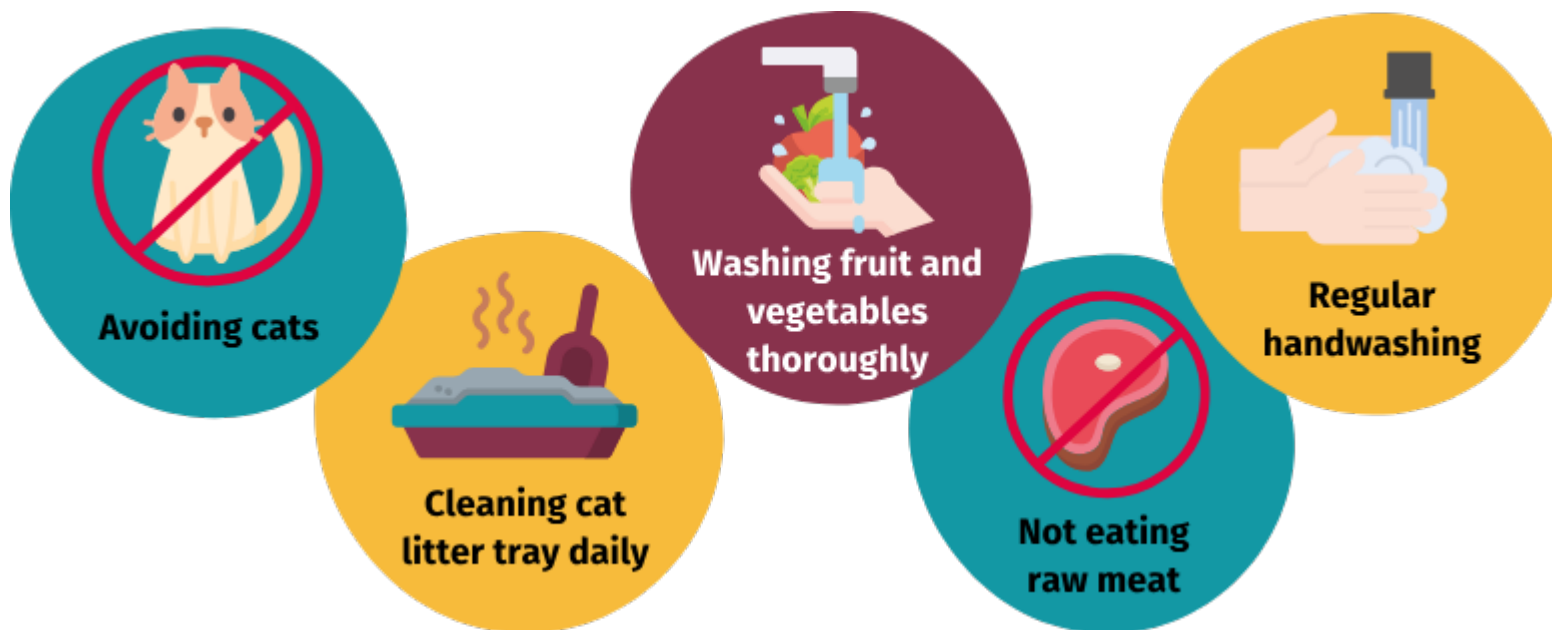 Avoiding cats
Cleaning cat
litter tray daily
Washing fruit and
vegetables
thoroughly
Not eating
raw meat
Regular
handwashing